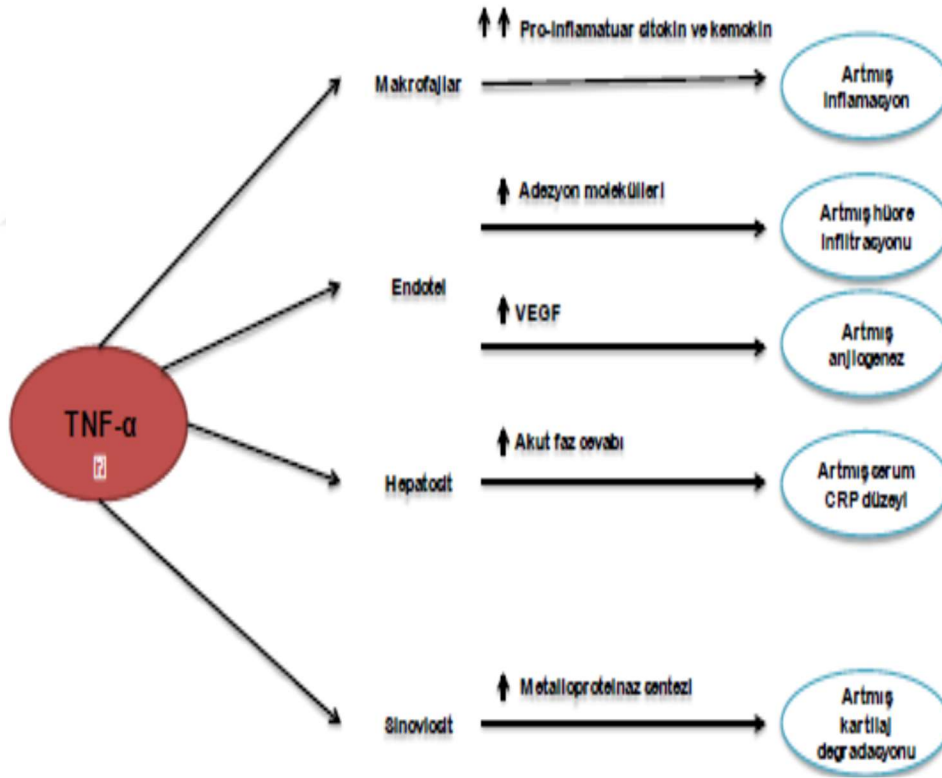 Pro-inflamatuar sitokin ve kemokin
Makrofajlar
Artmış
inflamasyon
Adezyon molekülleri
Artmış hücre
infiltrasyonu
Endotel
VEGF
Artmış
anjiogenez
TNF-α
Akut faz cevabı
Hepatosit
Artmış serum
CRP düzeyi
Metalloproteinaz sentezi
Sinoviosit
Artmış
kartilaj
degradasyonu